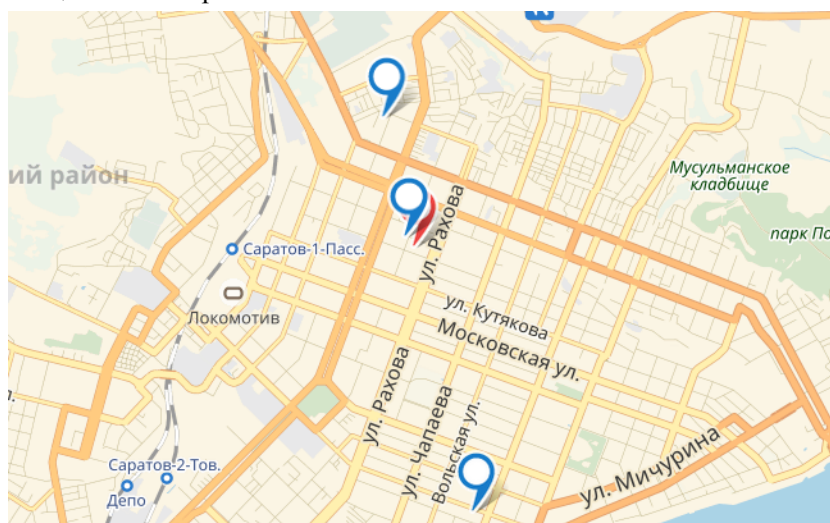 Мусульманское
кладбище
ий район
ул. Рахова
парк По
Саратов-1-Пасс.
Локомотив
ул. Кутякова
Московская ул.
ул. Рахова
ул. Чапаева
Вольская ул.
ул. Мичурина
Саратов-2-Тов.
Депо